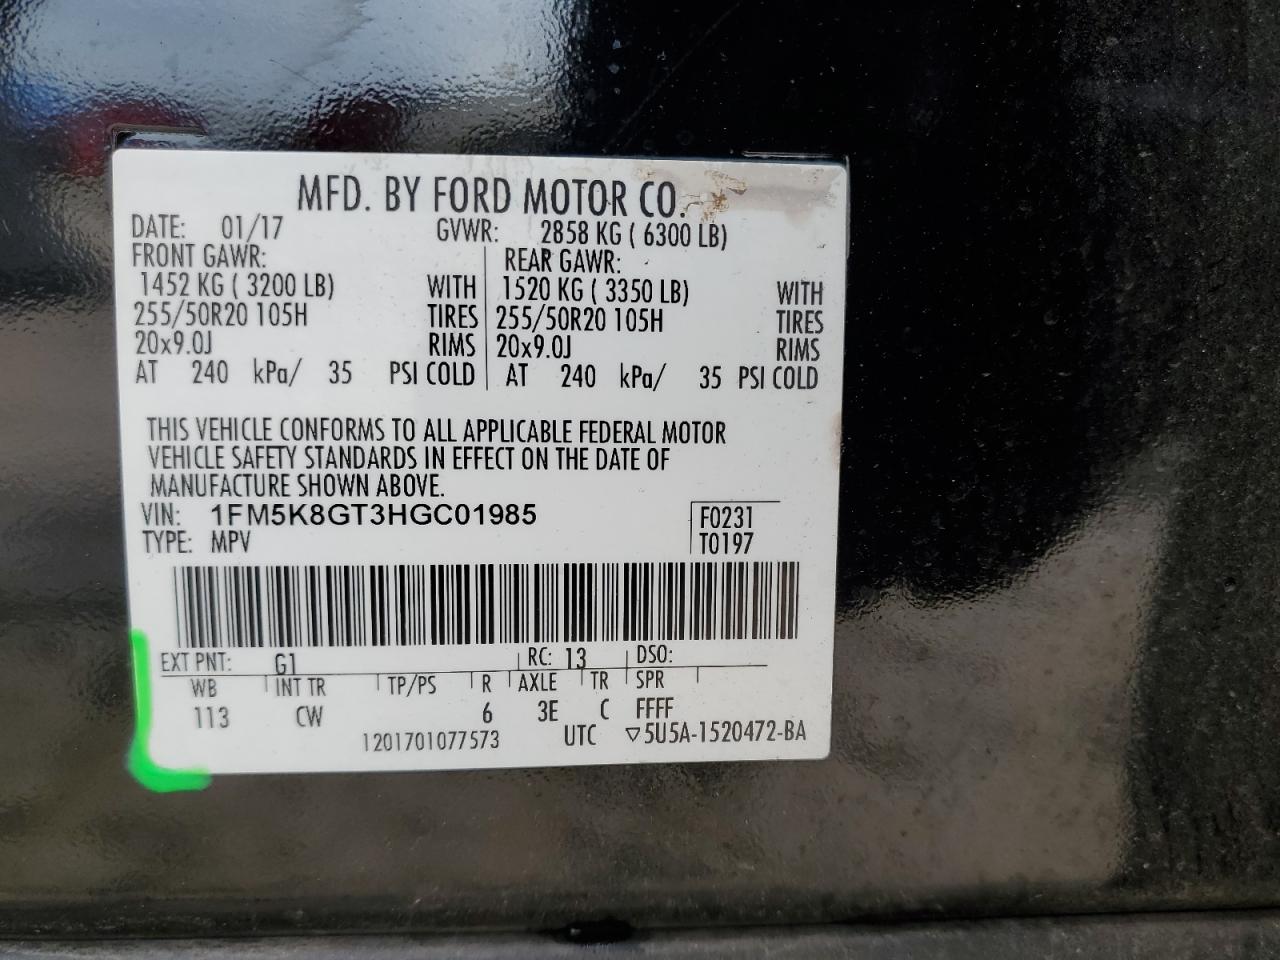 MFD. BY FORD MOTOR CO.
DATE: 01/17 GVWR: 2858 KG ( 6300 LB)
FRONT GAWR: REAR GAWR:
1452 KG ( 3200 LB) WITH 1520 KG ( 3350 LB) WITH
255/50R20 105H TIRES 255/50R20 105H TIRES
20x9.0J RIMS 20x9.0J RIMS
AT 240 kPa/ 35 PSI COLD AT 240 kPa/ 35 PSI COLD
THIS VEHICLE CONFORMS TO ALL APPLICABLE FEDERAL MOTOR
VEHICLE SAFETY STANDARDS IN EFFECT ON THE DATE OF
MANUFACTURE SHOWN ABOVE.
VIN: 1FM5K8GT3HGC01985 F0231
TYPE: MPV T0197
EXT PNT: G1 RC: 13 DSO:
WB INT TR TP/PS R AXLE TR SPR
113 CW 6 3E C FFFF
1201701077573 UTC ▽5U5A-1520472-BA